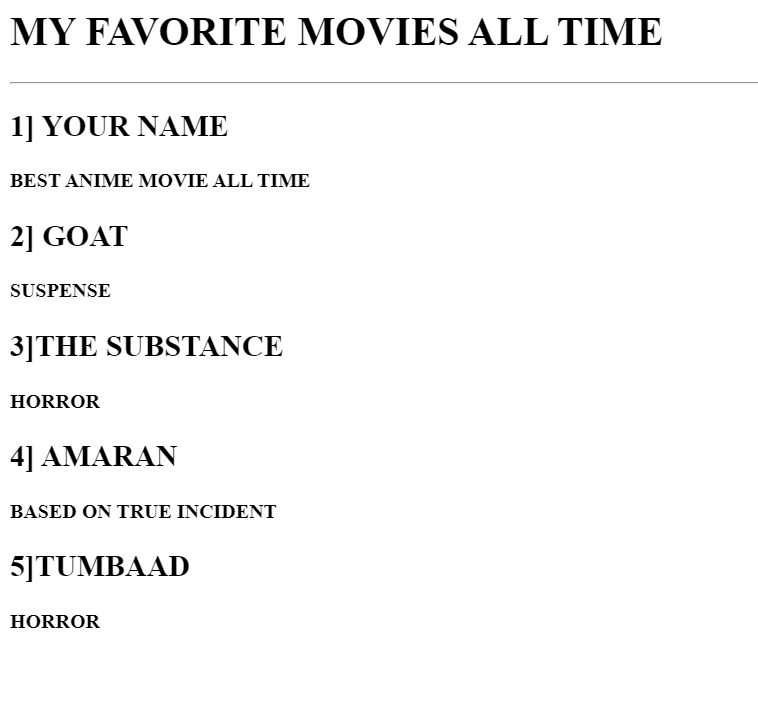 MY FAVORITE MOVIES ALL TIME
1] YOUR NAME
BEST ANIME MOVIE ALL TIME
2] GOAT
SUSPENSE
3]THE SUBSTANCE
HORROR
4] AMARAN
BASED ON TRUE INCIDENT
5]TUMBAAD
HORROR